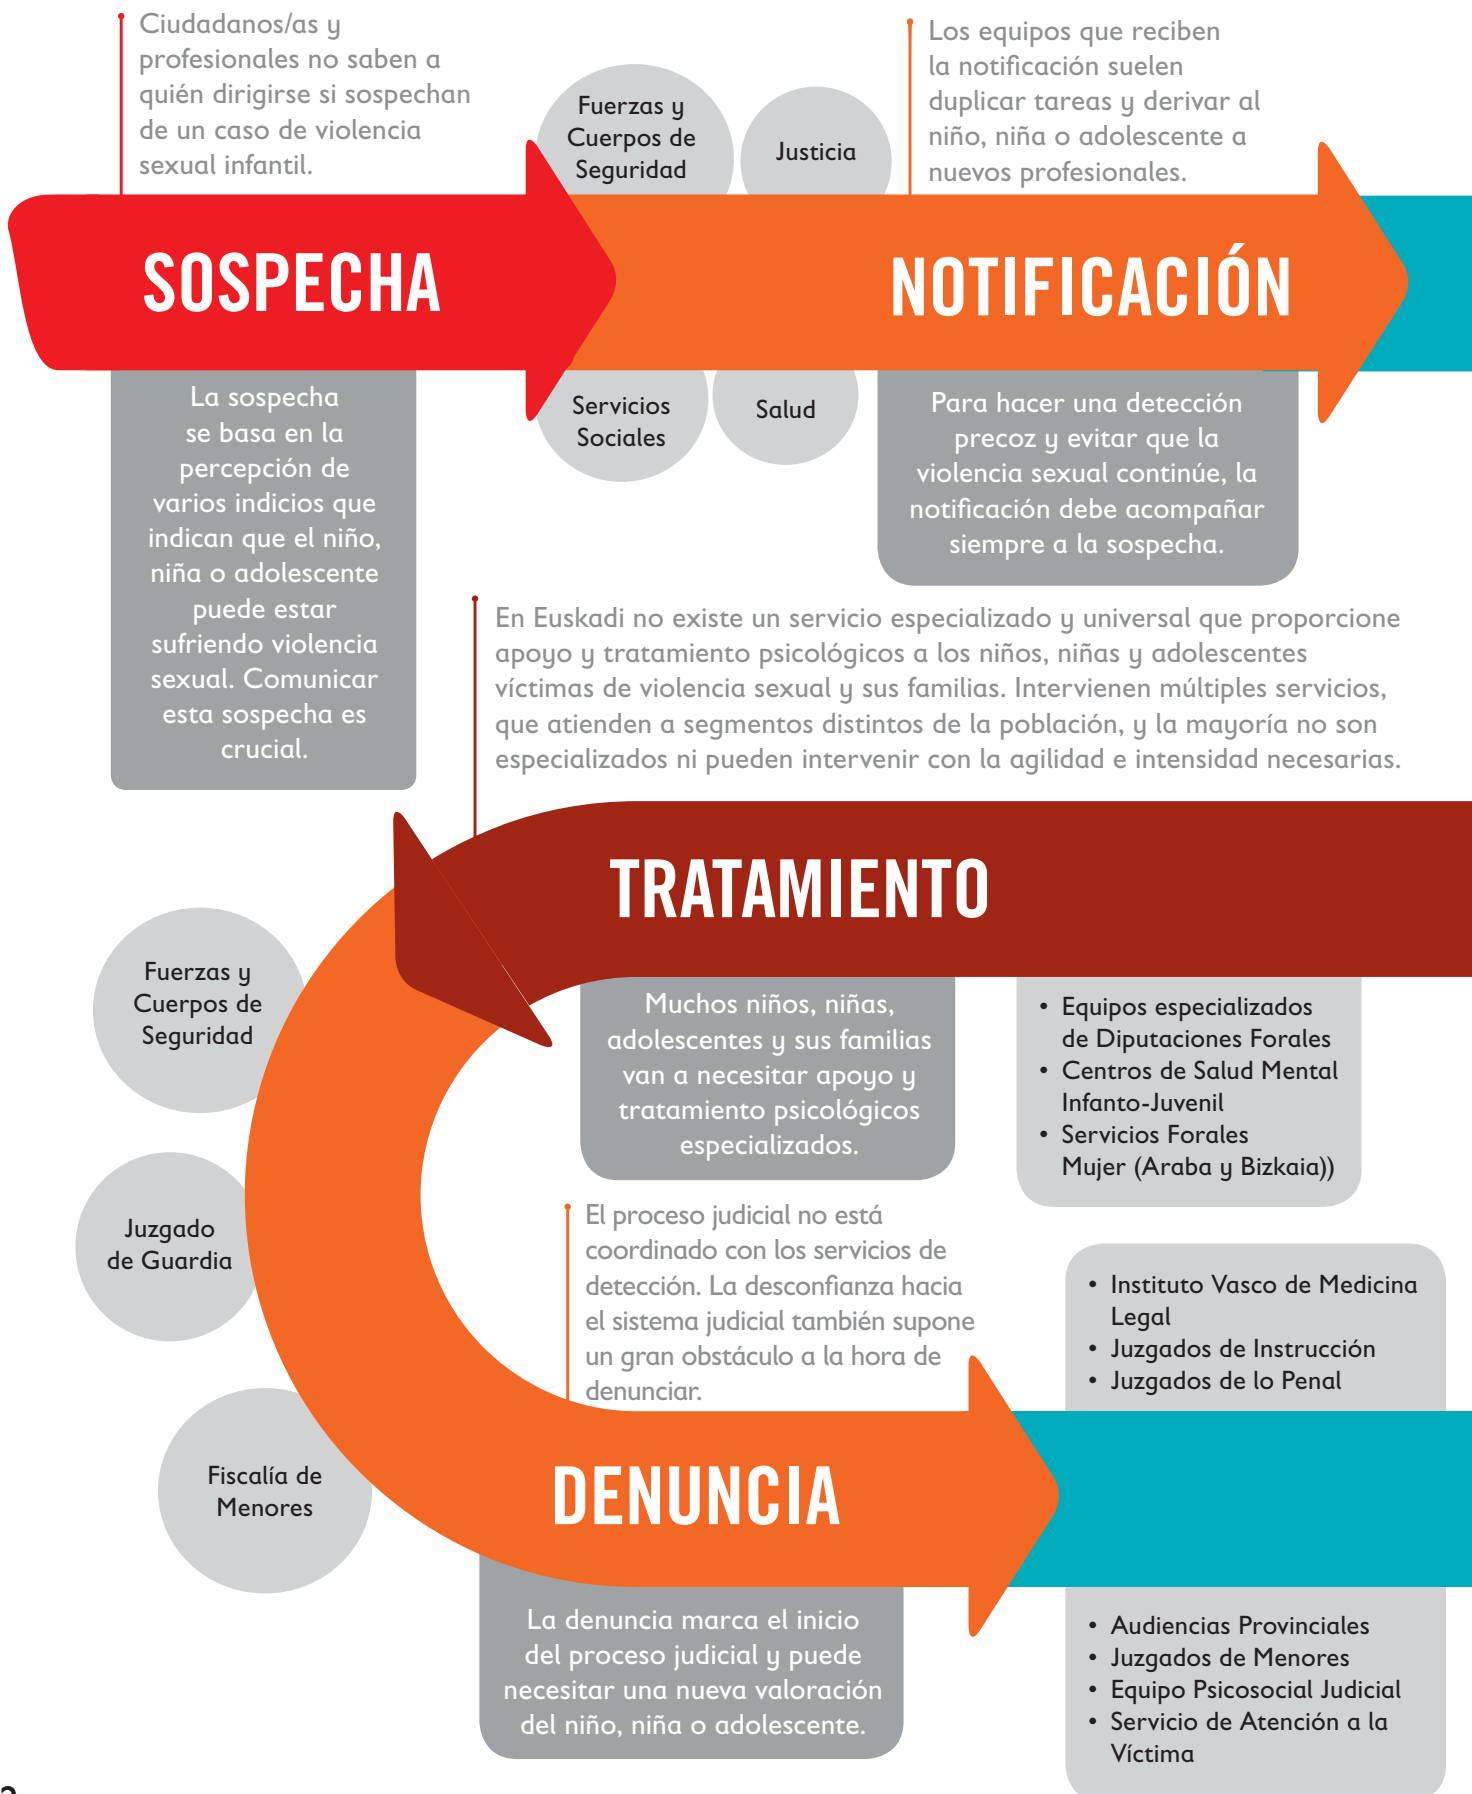 Ciudadanos/as y
profesionales no saben a
quién dirigirse si sospechan
de un caso de violencia
sexual infantil.
Fuerzas y
Cuerpos de
Seguridad
Justicia
Los equipos que reciben
la notificación suelen
duplicar tareas y derivar al
niño, niña o adolescente a
nuevos profesionales.
SOSPECHA
NOTIFICACIÓN
La sospecha
se basa en la
percepción de
varios indicios que
indican que el niño,
niña o adolescente
puede estar
sufriendo violencia
sexual. Comunicar
esta sospecha es
crucial.
Servicios
Sociales
Salud
Para hacer una detección
precoz y evitar que la
violencia sexual continúe, la
notificación debe acompañar
siempre a la sospecha.
En Euskadi no existe un servicio especializado y universal que proporcione
apoyo y tratamiento psicológicos a los niños, niñas y adolescentes
víctimas de violencia sexual y sus familias. Intervienen múltiples servicios,
que atienden a segmentos distintos de la población, y la mayoría no son
especializados ni pueden intervenir con la agilidad e intensidad necesarias.
TRATAMIENTO
Muchos niños, niñas,
adolescentes y sus familias
van a necesitar apoyo y
tratamiento psicológicos
especializados.
• Equipos especializados
de Diputaciones Forales
• Centros de Salud Mental
Infanto-Juvenil
• Servicios Forales
Mujer (Araba y Bizkaia))
Fuerzas y
Cuerpos de
Seguridad
Juzgado
de Guardia
Fiscalía de
Menores
El proceso judicial no está
coordinado con los servicios de
detección. La desconfianza hacia
el sistema judicial también supone
un gran obstáculo a la hora de
denunciar.
• Instituto Vasco de Medicina
Legal
• Juzgados de Instrucción
• Juzgados de lo Penal
DENUNCIA
La denuncia marca el inicio
del proceso judicial y puede
necesitar una nueva valoración
del niño, niña o adolescente.
• Audiencias Provinciales
• Juzgados de Menores
• Equipo Psicosocial Judicial
• Servicio de Atención a la
Víctima